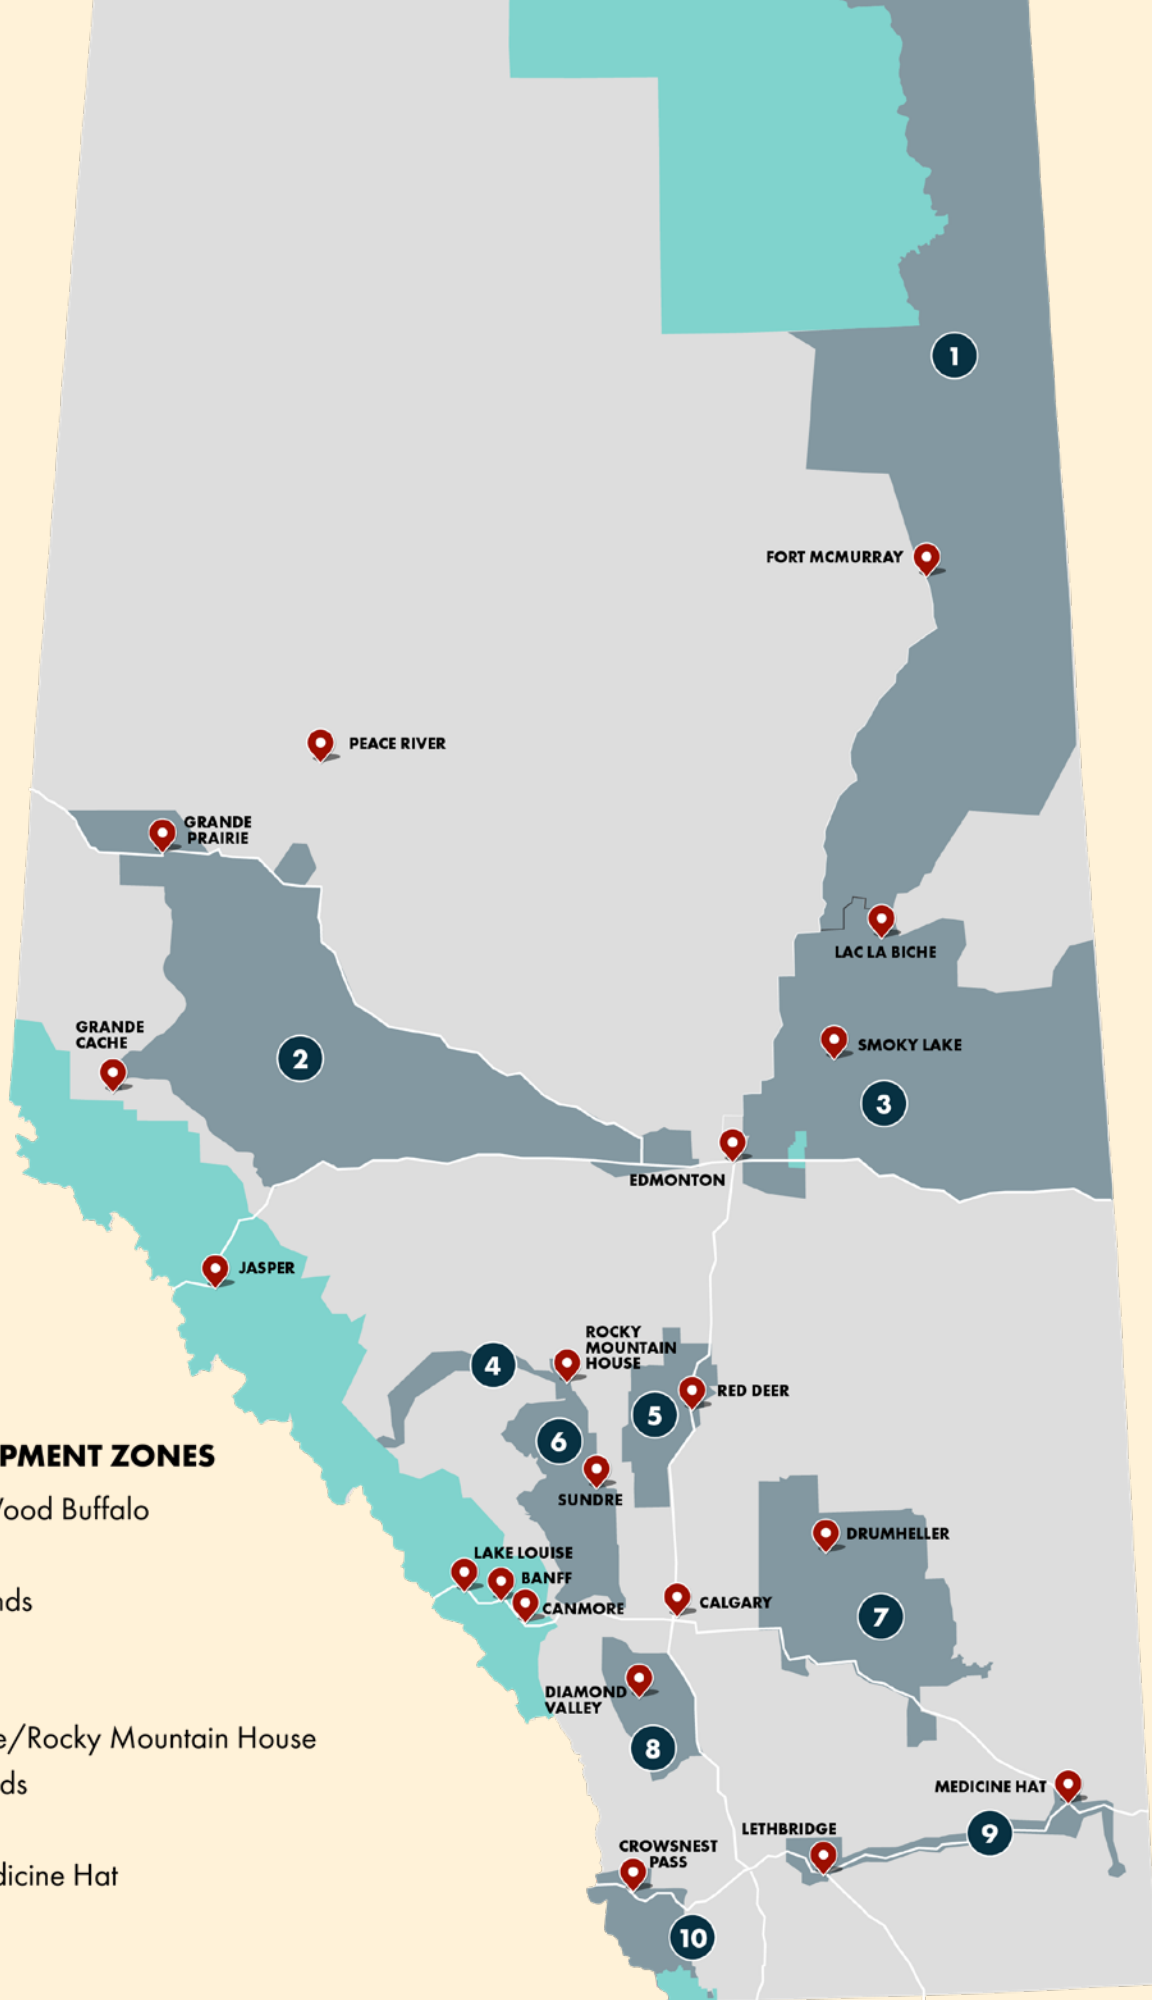 1
FORT MCMURRAY
PEACE RIVER
GRANDE
PRAIRIE
LAC LA BICHE
GRANDE
CACHE
SMOKY LAKE
2
3
EDMONTON
JASPER
ROCKY
MOUNTAIN
HOUSE
4
RED DEER
5
6
SUNDRE
DRUMHELLER
LAKE LOUISE
BANFF
CANMORE
CALGARY
7
DIAMOND
VALLEY
8
MEDICINE HAT
LETHBRIDGE
9
CROWSNEST
PASS
10
PMENT ZONES
ood Buffalo
nds
e/Rocky Mountain House
ds
dicine Hat